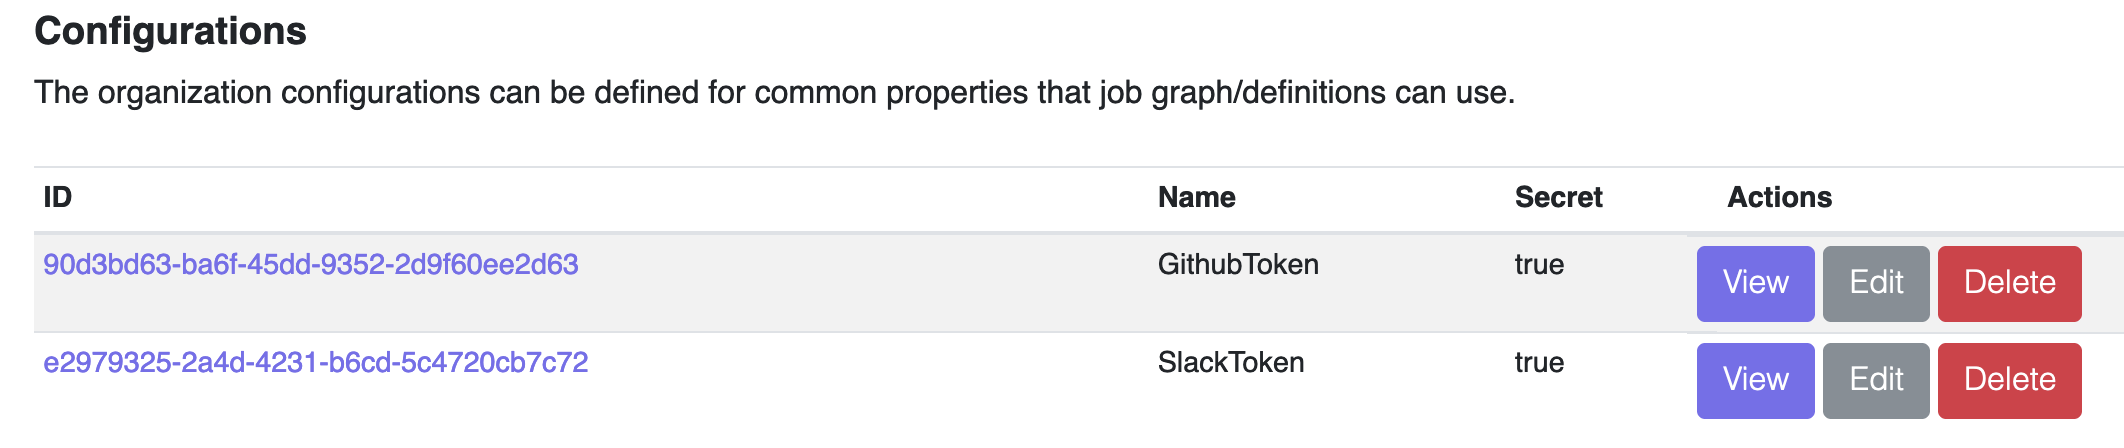 Configurations
The organization configurations can be defined for common properties that job graph/definitions can use.
ID Name Secret Actions
90d3bd63-ba6f-45dd-9352-2d9f60ee2d63 GithubToken true View Edit Delete
e2979325-2a4d-4231-b6cd-5c4720cb7c72 SlackToken true View Edit Delete